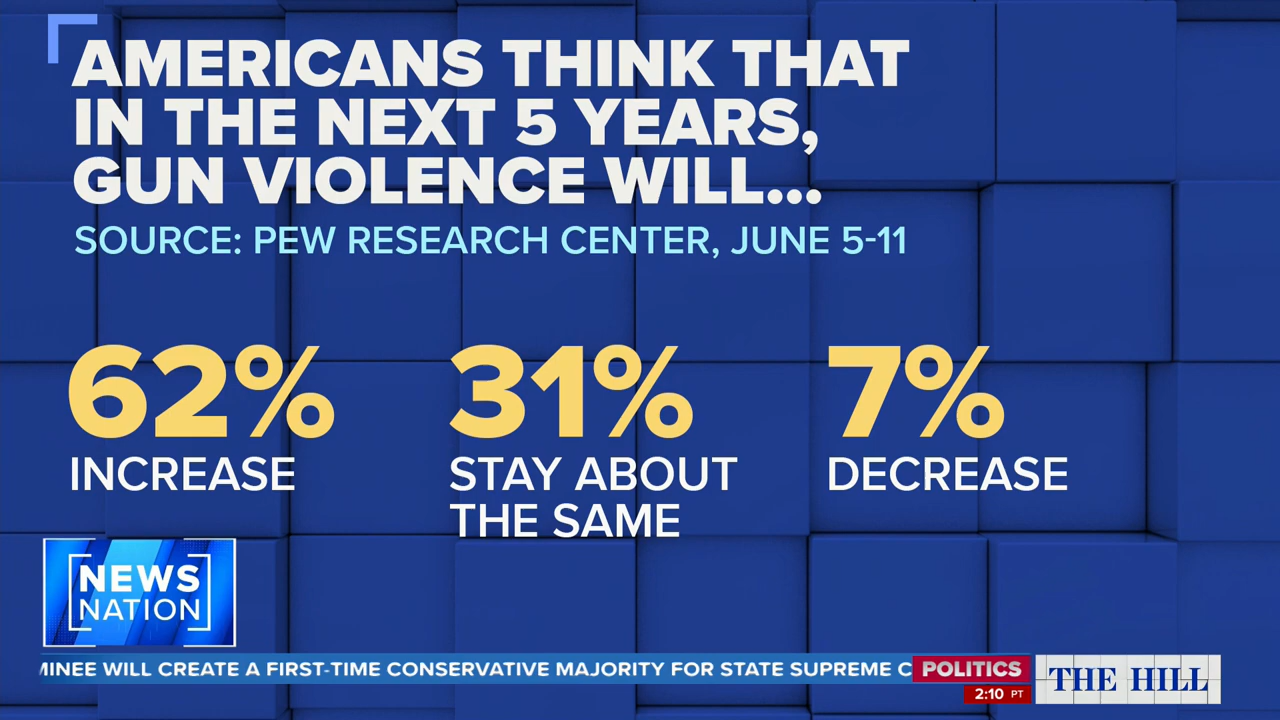 AMERICANS THINK THAT
IN THE NEXT 5 YEARS,
GUN VIOLENCE WILL...
SOURCE: PEW RESEARCH CENTER, JUNE 5-11
62%
INCREASE
31%
STAY ABOUT
THE SAME
7%
DECREASE
NEWS
NATION
WILL CREATE A FIRST-TIME CONSERVATIVE MAJORITY FOR STATE SUPREME
POLITICS
2:10 PT
THE HILL